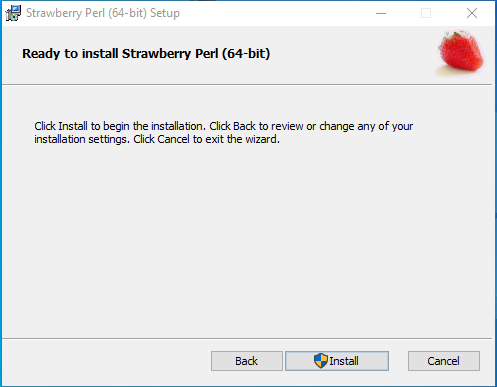 Strawberry Perl (64-bit) Setup
Ready to install Strawberry Perl (64-bit)
Click Install to begin the installation. Click Back to review or change any of your
installation settings. Click Cancel to exit the wizard.
Back
Install
Cancel